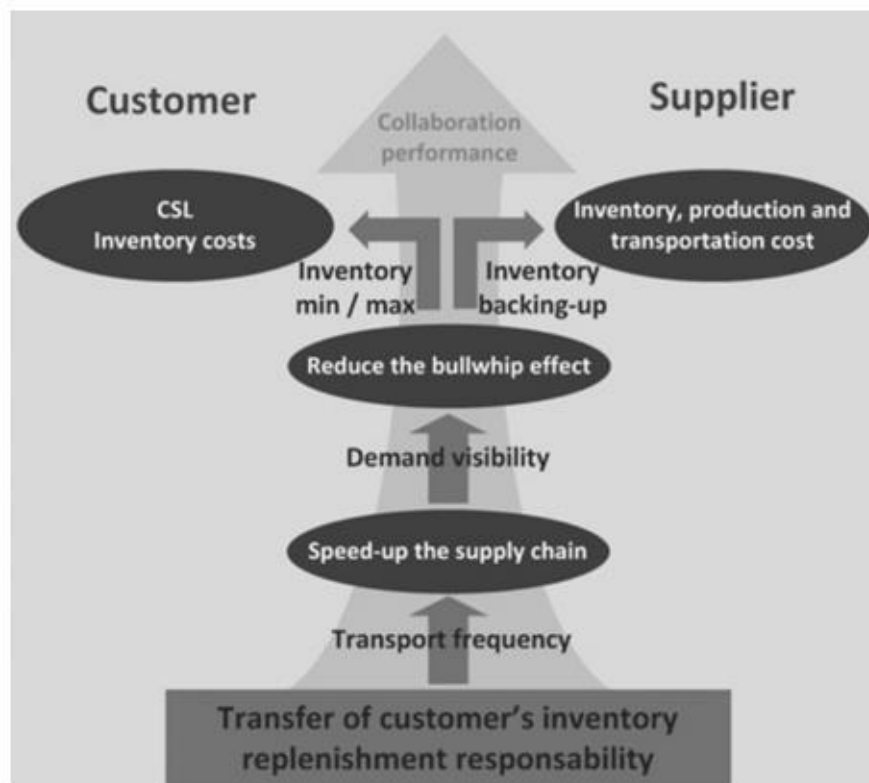 Customer
Supplier
Collaboration
performance
CSL
Inventory costs
Inventory, production and
transportation cost
Inventory
min / max
Inventory
backing-up
Reduce the bullwhip effect
Demand visibility
Speed-up the supply chain
Transport frequency
Transfer of customer's inventory
replenishment responsability